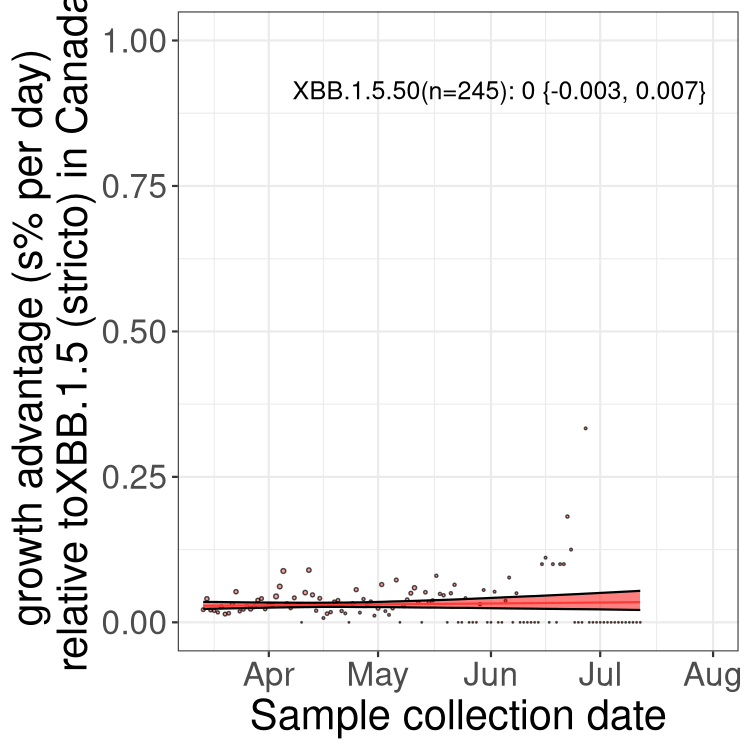 growth advantage (s% per day)
relative toXBB.1.5 (stricto) in Canada
1.00
0.75
0.50
0.25
0.00
XBB.1.5.50(n=245): 0 {-0.003, 0.007}
Apr May Jun Jul Aug
Sample collection date